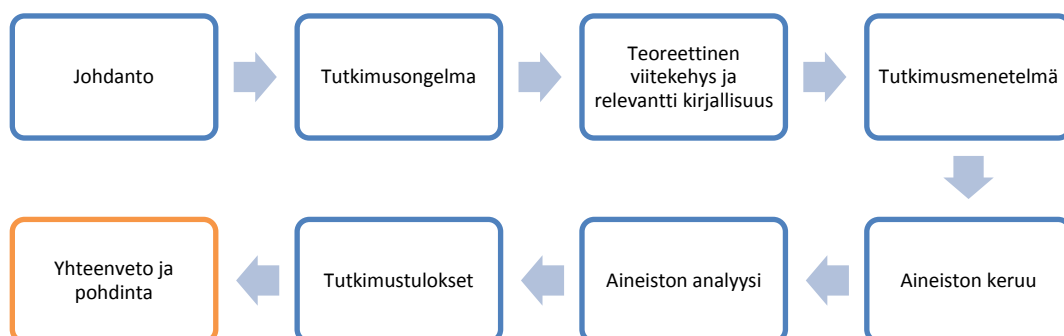 Johdanto
Tutkimusongelma
Teoreettinen
viitekehys ja
relevantti kirjallisuus
Tutkimusmenetelmä
Aineiston keruu
Aineiston analyysi
Tutkimustulokset
Yhteenveto ja
pohdinta